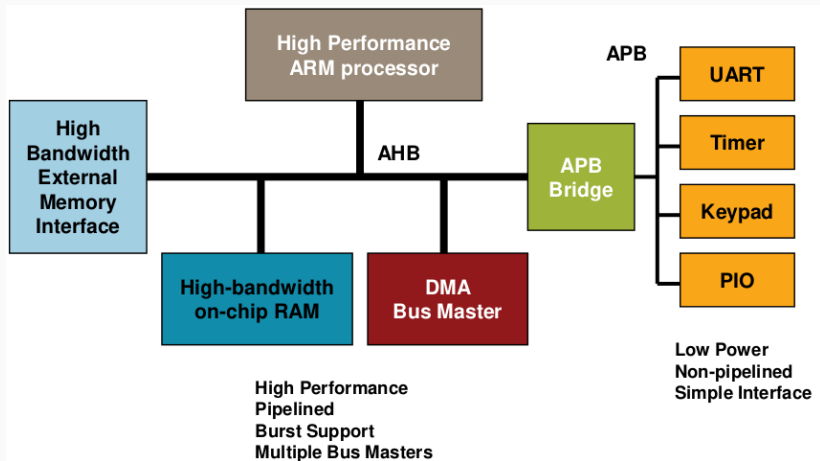 High Performance
ARM processor
APB
UART
High
Bandwidth
External
Memory
Interface
AHB
APB
Bridge
Timer
Keypad
High-bandwidth
on-chip RAM
DMA
Bus Master
PIO
Low Power
Non-pipelined
Simple Interface
High Performance
Pipelined
Burst Support
Multiple Bus Masters